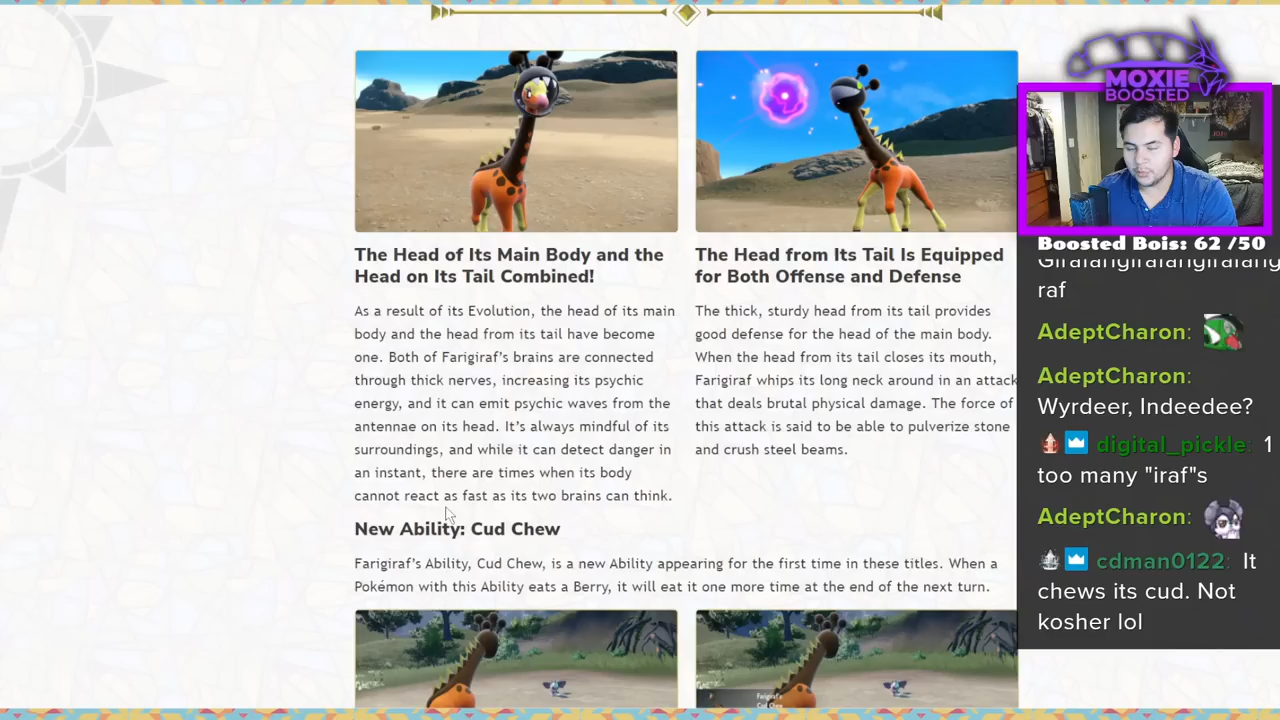 The Head of Its Main Body and the
Head on Its Tail Combined!
As a result of its Evolution, the head of its main
body and the head from its tail have become
one. Both of Farigiraf's brains are connected
through thick nerves, increasing its psychic
energy, and it can emit psychic waves from the
antennae on its head. It's always mindful of its
surroundings, and while it can detect danger in
an instant, there are times when its body
cannot react as fast as its two brains can think.
The Head from Its Tail Is Equipped
for Both Offense and Defense
The thick, sturdy head from its tail provides
good defense for the head of the main body.
When the head from its tail closes its mouth,
Farigiraf whips its long neck around in an attack
that deals brutal physical damage. The force of
this attack is said to be able to pulverize stone
and crush steel beams.
New Ability: Cud Chew
Farigiraf's Ability, Cud Chew, is a new Ability appearing for the first time in these titles. When a
Pokémon with this Ability eats a Berry, it will eat it one more time at the end of the next turn.
Farigiraf's
Cud Chew
MOXIE
BOOSTED
Boosted Bois: 62 /50
raf
AdeptCharon:
AdeptCharon:
Wyrdeer, Indeedee?
digital_pickle: 1
too many "iraf"s
AdeptCharon:
cdman0122: It
chews its cud. Not
kosher lol